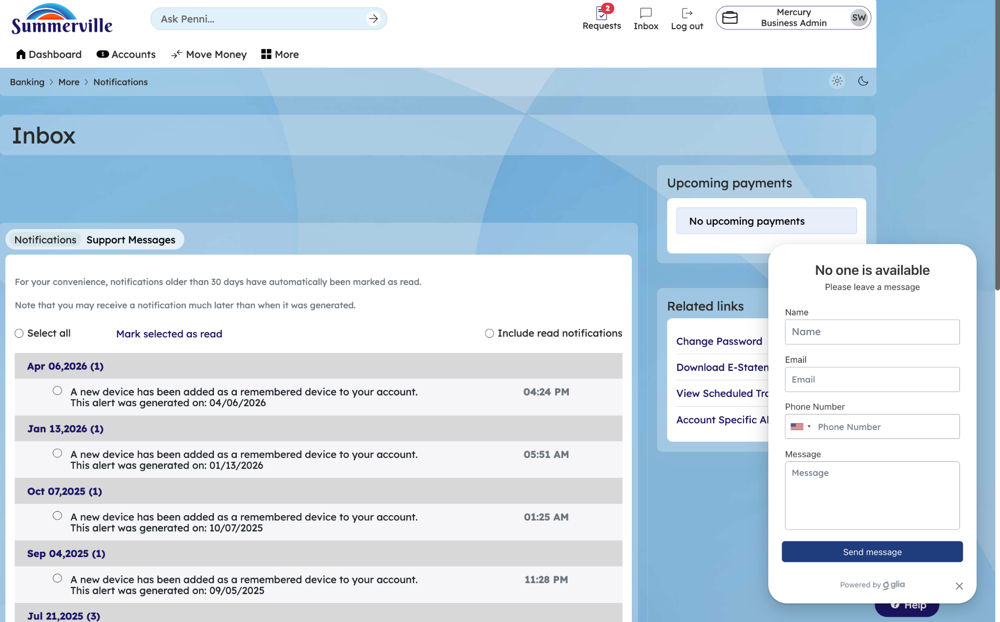 Summerville
Ask Penni...
2
Requests
Inbox
Log out
Mercury
Business Admin
SW
Dashboard
Accounts
Move Money
More
Banking > More > Notifications
Inbox
Notifications
Support Messages
For your convenience, notifications older than 30 days have automatically been marked as read.
Note that you may receive a notification much later than when it was generated.
Select all
Mark selected as read
Include read notifications
Apr 06,2026 (1)
A new device has been added as a remembered device to your account.
This alert was generated on: 04/06/2026
04:24 PM
Jan 13,2026 (1)
A new device has been added as a remembered device to your account.
This alert was generated on: 01/13/2026
05:51 AM
Oct 07,2025 (1)
A new device has been added as a remembered device to your account.
This alert was generated on: 10/07/2025
01:25 AM
Sep 04,2025 (1)
A new device has been added as a remembered device to your account.
This alert was generated on: 09/05/2025
11:28 PM
Jul 21,2025 (3)
Upcoming payments
No upcoming payments
Related links
Change Password
Download E-Staten
View Scheduled Tra
Account Specific Al
No one is available
Please leave a message
Name
Name
Email
Email
Phone Number
Phone Number
Message
Message
Send message
Powered by glia
Help